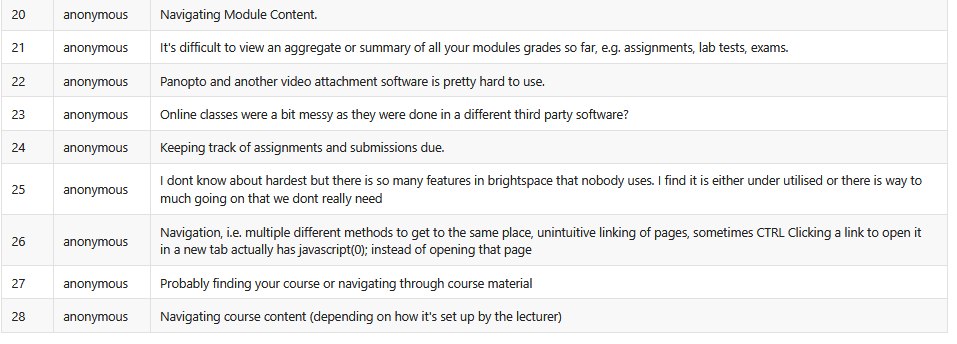 20 anonymous Navigating Module Content.
21 anonymous It's difficult to view an aggregate or summary of all your modules grades so far, e.g. assignments, lab tests, exams.
22 anonymous Panopto and another video attachment software is pretty hard to use.
23 anonymous Online classes were a bit messy as they were done in a different third party software?
24 anonymous Keeping track of assignments and submissions due.
25 anonymous I dont know about hardest but there is so many features in brightspace that nobody uses. I find it is either under utilised or there is way to
much going on that we dont really need
26 anonymous Navigation, i.e. multiple different methods to get to the same place, unintuitive linking of pages, sometimes CTRL Clicking a link to open it
in a new tab actually has javascript(0); instead of opening that page
27 anonymous Probably finding your course or navigating through course material
28 anonymous Navigating course content (depending on how it's set up by the lecturer)